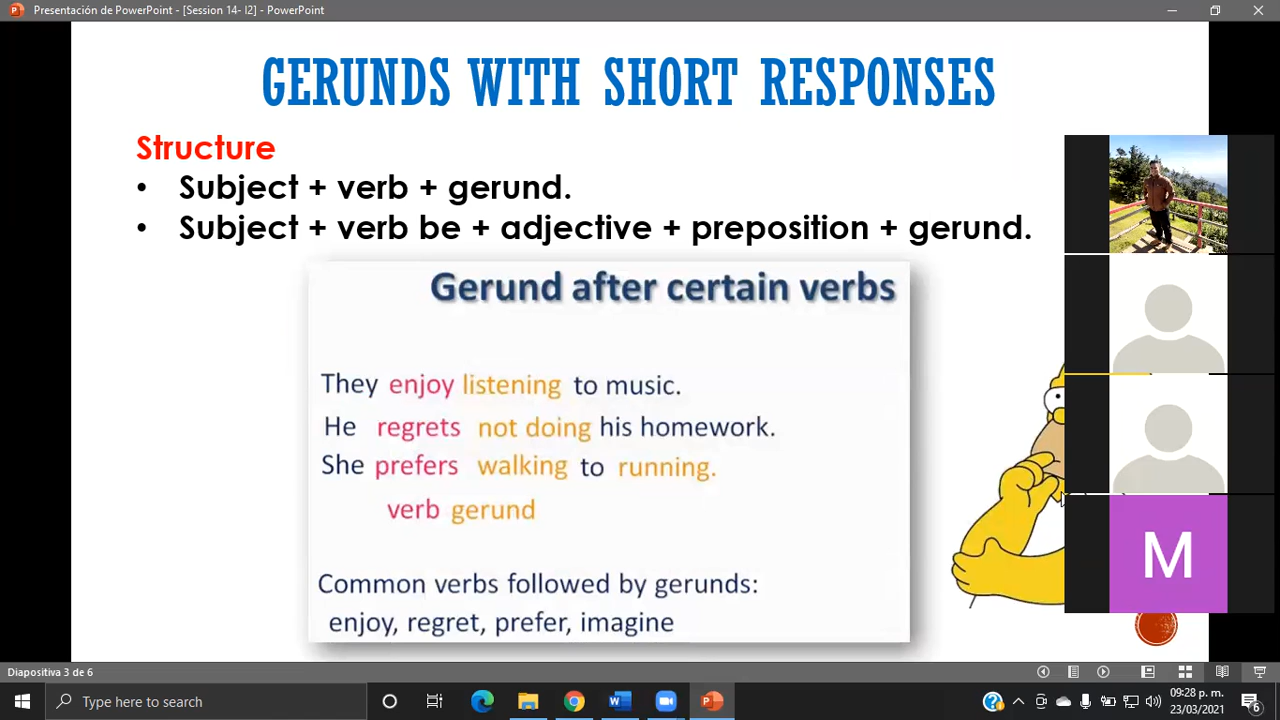 Presentación de PowerPoint - [Session 14- I2] - PowerPoint
GERUNDS WITH SHORT RESPONSES
Structure
• Subject + verb + gerund.
• Subject + verb be + adjective + preposition + gerund.
Gerund after certain verbs
They enjoy listening to music.
He regrets not doing his homework.
She prefers walking to running.
verb gerund
Common verbs followed by gerunds:
enjoy, regret, prefer, imagine
M
Diapositiva 3 de 6
Type here to search
09:28 p. m.
23/03/2021
6